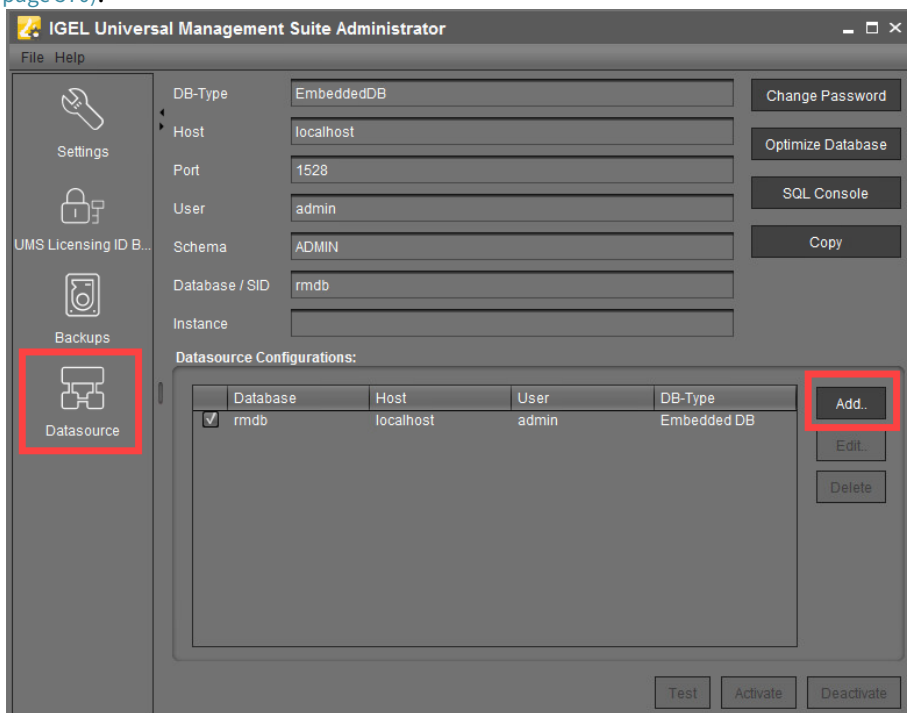 IGEL Universal Management Suite Administrator
File Help
Settings
UMS Licensing ID B...
Backups
Datasource
DB-Type EmbeddedDB
Host localhost
Port 1528
User admin
Schema ADMIN
Database / SID rmdb
Instance
Change Password
Optimize Database
SQL Console
Copy
Datasource Configurations:
Database Host User DB-Type
rmdb localhost admin Embedded DB
Add..
Edit..
Delete
Test Activate Deactivate